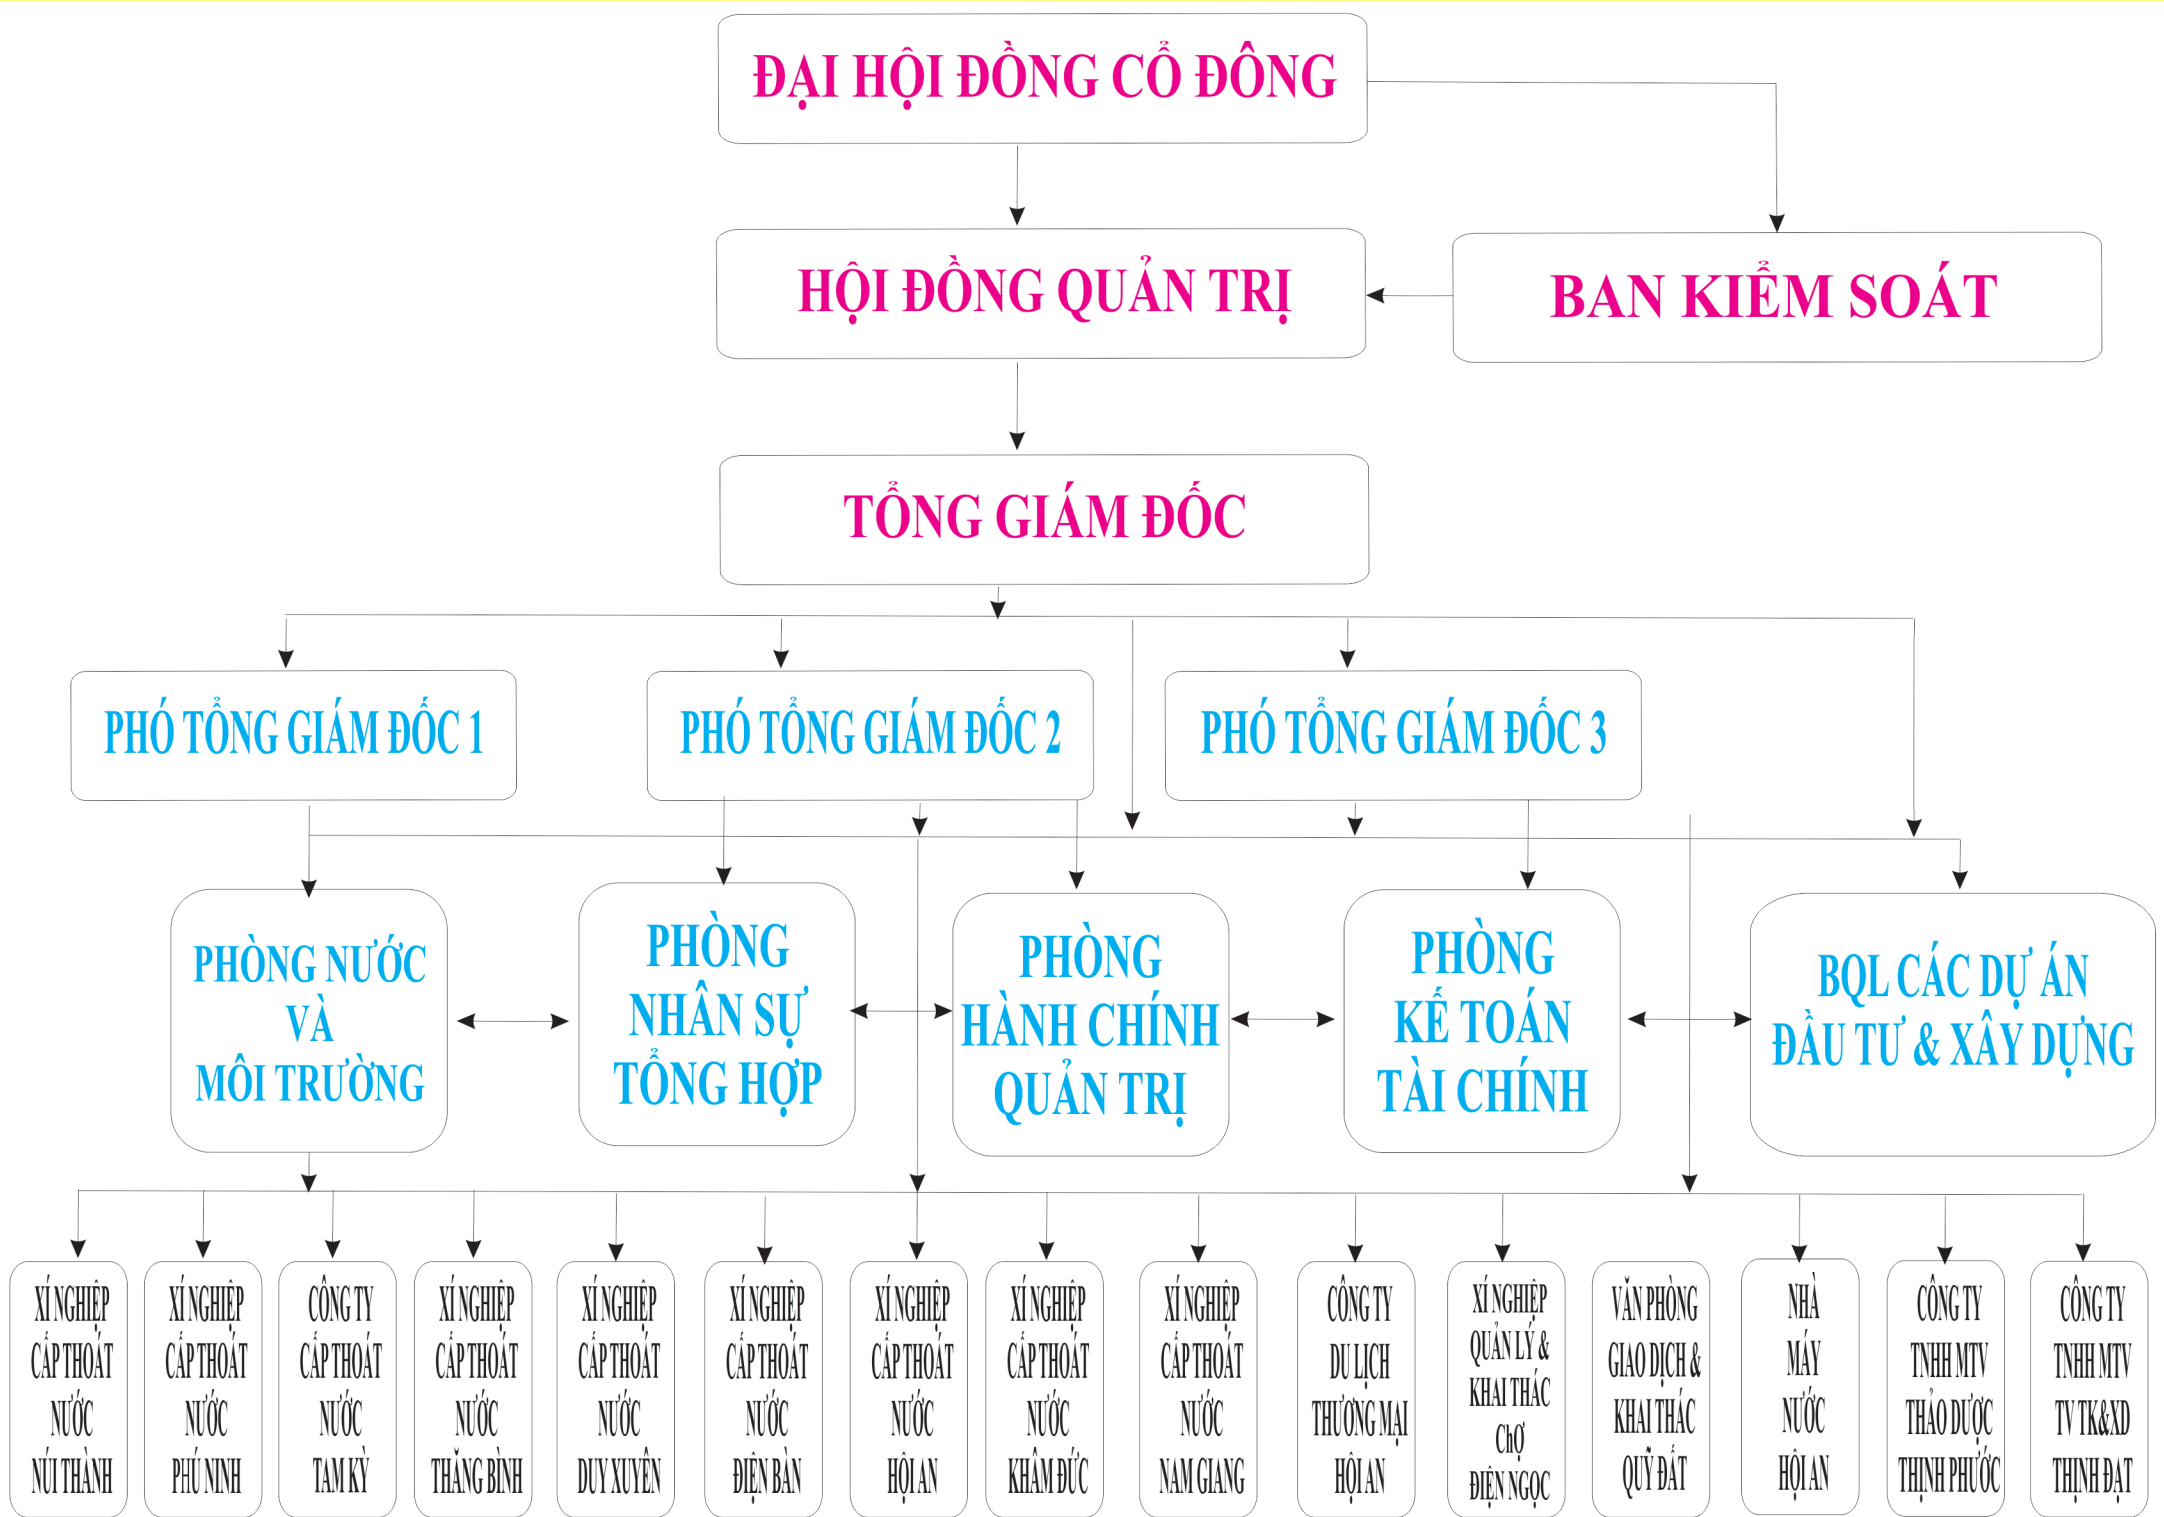 ĐẠI HỘI ĐỒNG CỔ ĐÔNG
HỘI ĐỒNG QUẢN TRỊ
BAN KIỂM SOÁT
TỔNG GIÁM ĐỐC
PHÓ TỔNG GIÁM ĐỐC 1
PHÓ TỔNG GIÁM ĐỐC 2
PHÓ TỔNG GIÁM ĐỐC 3
PHÒNG NƯỚC
VÀ
MÔI TRƯỜNG
PHÒNG
NHÂN SỰ
TỔNG HỢP
PHÒNG
HÀNH CHÍNH
QUẢN TRỊ
PHÒNG
KẾ TOÁN
TÀI CHÍNH
BQL CÁC DỰ ÁN
ĐẦU TƯ & XÂY DỰNG
XÍ NGHIỆP
CẤP THOÁT
NƯỚC
NÚI THÀNH
XÍ NGHIỆP
CẤP THOÁT
NƯỚC
PHÚ NINH
CÔNG TY
CẤP THOÁT
NƯỚC
TAM KỲ
XÍ NGHIỆP
CẤP THOÁT
NƯỚC
THĂNG BÌNH
XÍ NGHIỆP
CẤP THOÁT
NƯỚC
DUY XUYÊN
XÍ NGHIỆP
CẤP THOÁT
NƯỚC
ĐIỆN BÀN
XÍ NGHIỆP
CẤP THOÁT
NƯỚC
HỘI AN
XÍ NGHIỆP
CẤP THOÁT
NƯỚC
KHÂM ĐỨC
XÍ NGHIỆP
CẤP THOÁT
NƯỚC
NAM GIANG
CÔNG TY
DU LỊCH
THƯƠNG MẠI
HỘI AN
XÍ NGHIỆP
QUẢN LÝ &
KHAI THÁC
ChỢ
ĐIỆN NGỌC
VĂN PHÒNG
GIAO DỊCH &
KHAI THÁC
QUỸ ĐẤT
NHÀ
MÁY
NƯỚC
HỘI AN
CÔNG TY
TNHH MTV
THẢO DƯỢC
THỊNH PHƯỚC
CÔNG TY
TNHH MTV
TV TK&XD
THỊNH ĐẠT